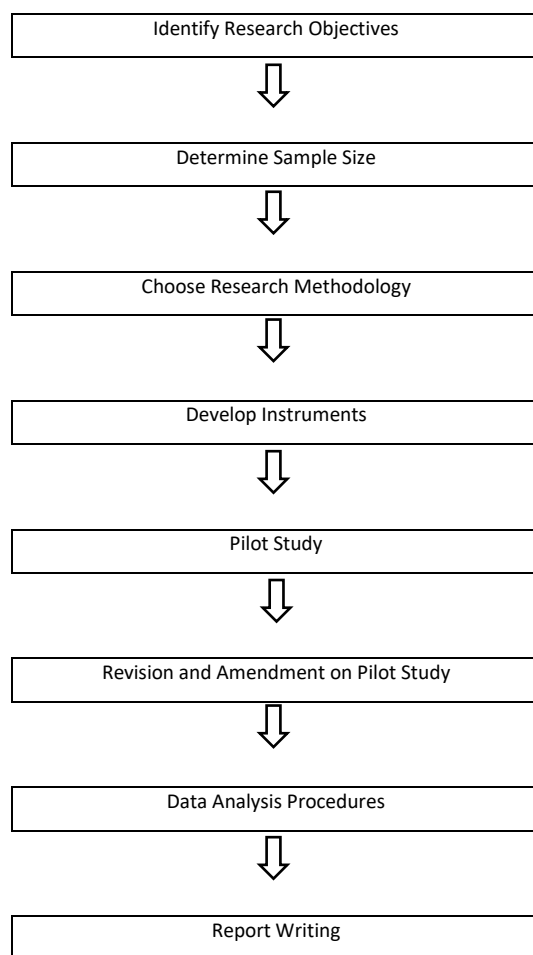 Identify Research Objectives
Determine Sample Size
Choose Research Methodology
Develop Instruments
Pilot Study
Revision and Amendment on Pilot Study
Data Analysis Procedures
Report Writing